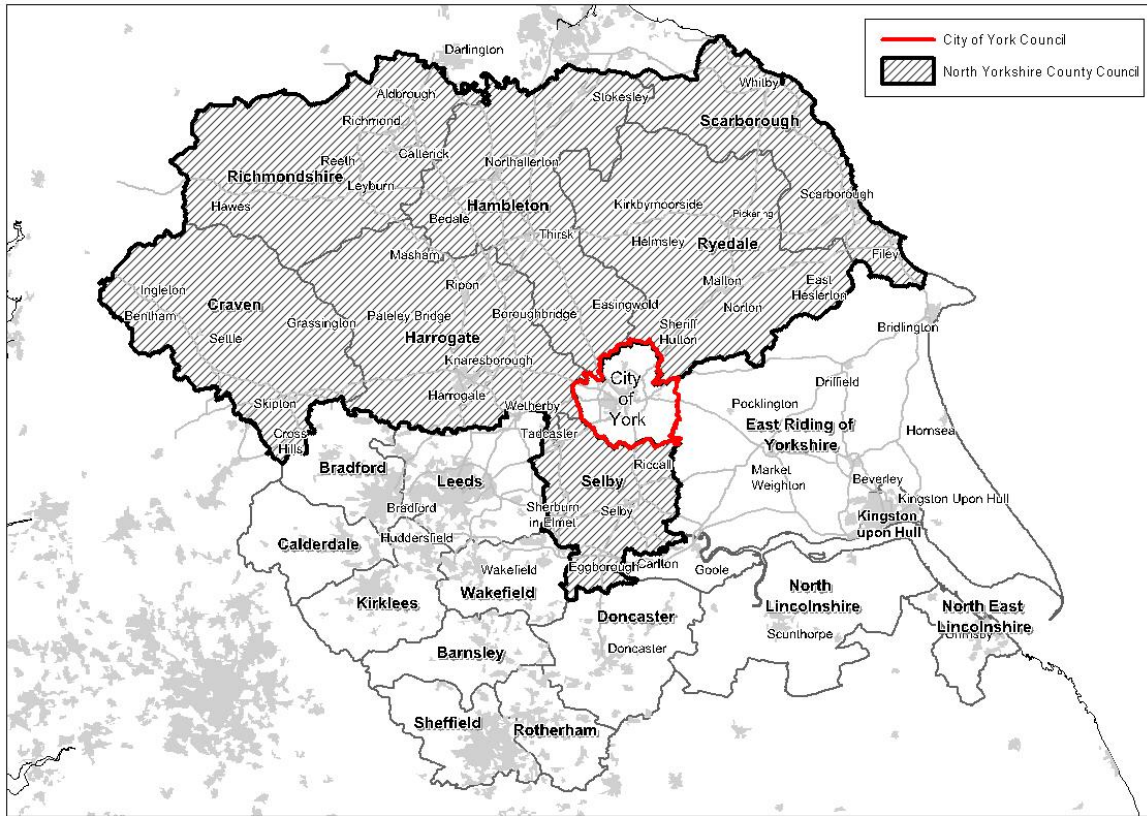 City of York Council
North Yorkshire County Council
Darlington
Aldbrough
Whitby
Stokesley
Richmond
Scarborough
Catterick
Reeth
Northallerton
Richmondshire
Leyburn
Scarborough
Hawes
Hambleton
Kirkbymoorside
Bedale
Pickering
Thirsk
Helmsley
Ryedale
Masham
Filey
Ingleton
Ripon
Malton
East
Heslerton
Craven
Bentham
Grassington
Pateley Bridge
Boroughbridge
Easingwold
Norton
Settle
Harrogate
Sheriff
Hutton
Bridlington
Knaresborough
City
of
York
Driffield
Skipton
Harrogate
Wetherby
Pocklington
Cross
Hills
Tadcaster
East Riding of
Yorkshire
Hornsea
Bradford
Leeds
Riccall
Selby
Market
Weighton
Beverley
Bradford
Sherburn
in Elmet
Selby
Kingston Upon Hull
Kingston
upon Hull
Calderdale
Huddersfield
Wakefield
Eggborough
Carlton
Goole
Kirklees
Wakefield
North
Lincolnshire
North East
Lincolnshire
Doncaster
Scunthorpe
Grimsby
Barnsley
Doncaster
Sheffield
Rotherham